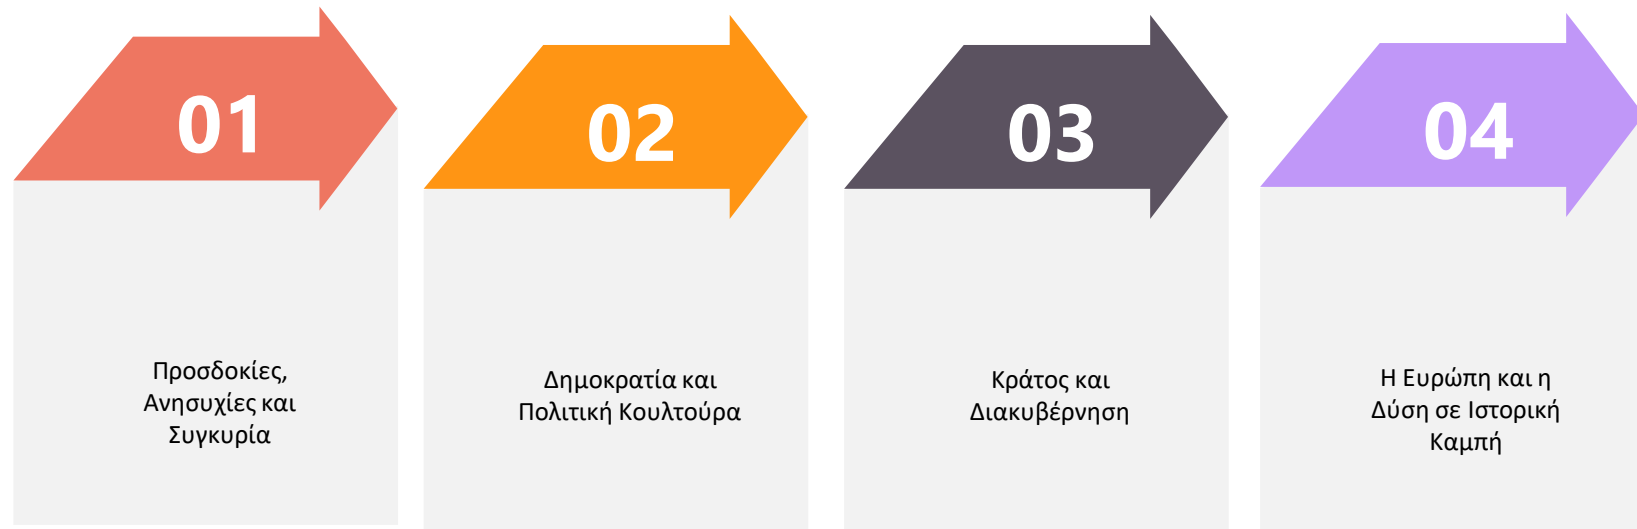 01
Προσδοκίες,
Ανησυχίες και
Συγκυρία
02
Δημοκρατία και
Πολιτική Κουλτούρα
03
Κράτος και
Διακυβέρνηση
04
Η Ευρώπη και η
Δύση σε Ιστορική
Καμπή